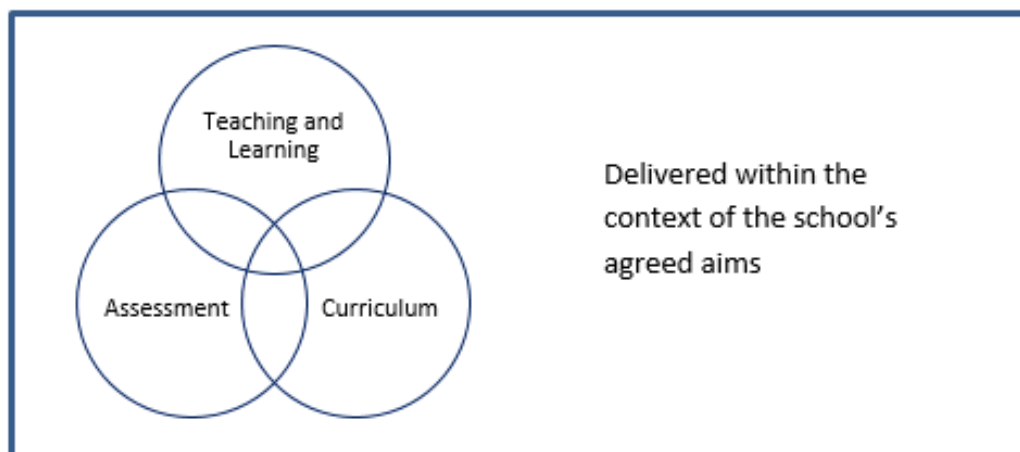 Teaching and
Learning
Assessment
Curriculum
Delivered within the
context of the school’s
agreed aims